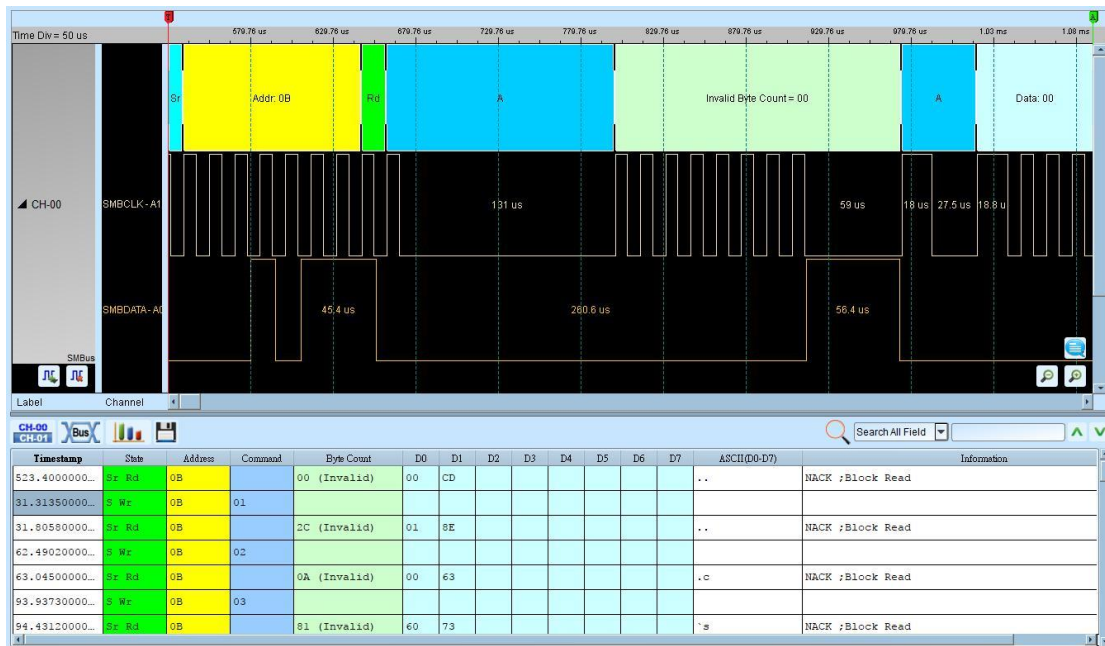 T A
Time Div = 50 us 579.76 us 629.76 us 679.76 us 729.76 us 779.76 us 829.76 us 879.76 us 929.76 us 979.76 us 1.03 ms 1.08 ms
Sr Addr: 0B Rd A Invalid Byte Count = 00 A Data: 00
CH-00 SMBCLK - A1 131 us 59 us 18 us 27.5 us 18.8 u
SMBDATA - A0 45.4 us 260.6 us 56.4 us
SMBus
Label Channel
CH-00
CH-01 Bus Search All Field
Timestamp State Address Command Byte Count D0 D1 D2 D3 D4 D5 D6 D7 ASCII(D0-D7) Information
523.4000000... Sr Rd 0B 00 (Invalid) 00 CD .. NACK ;Block Read
31.31350000... S Wr 0B 01
31.80580000... Sr Rd 0B 2C (Invalid) 01 8E .. NACK ;Block Read
62.49020000... S Wr 0B 02
63.04500000... Sr Rd 0B 0A (Invalid) 00 63 .c NACK ;Block Read
93.93730000... S Wr 0B 03
94.43120000... Sr Rd 0B 81 (Invalid) 60 73 `s NACK ;Block Read